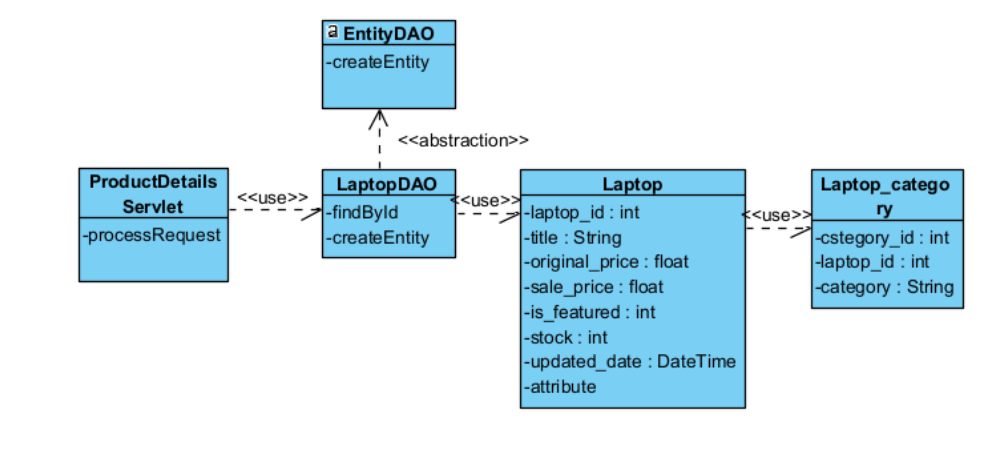 a EntityDAO
-createEntity
<<abstraction>>
ProductDetails
Servlet
-processRequest
<<use>>
LaptopDAO
-findById
-createEntity
<<use>>
Laptop
-laptop_id : int
-title : String
-original_price : float
-sale_price : float
-is_featured : int
-stock : int
-updated_date : DateTime
-attribute
<<use>>
Laptop_catego
ry
-cstegory_id : int
-laptop_id : int
-category : String